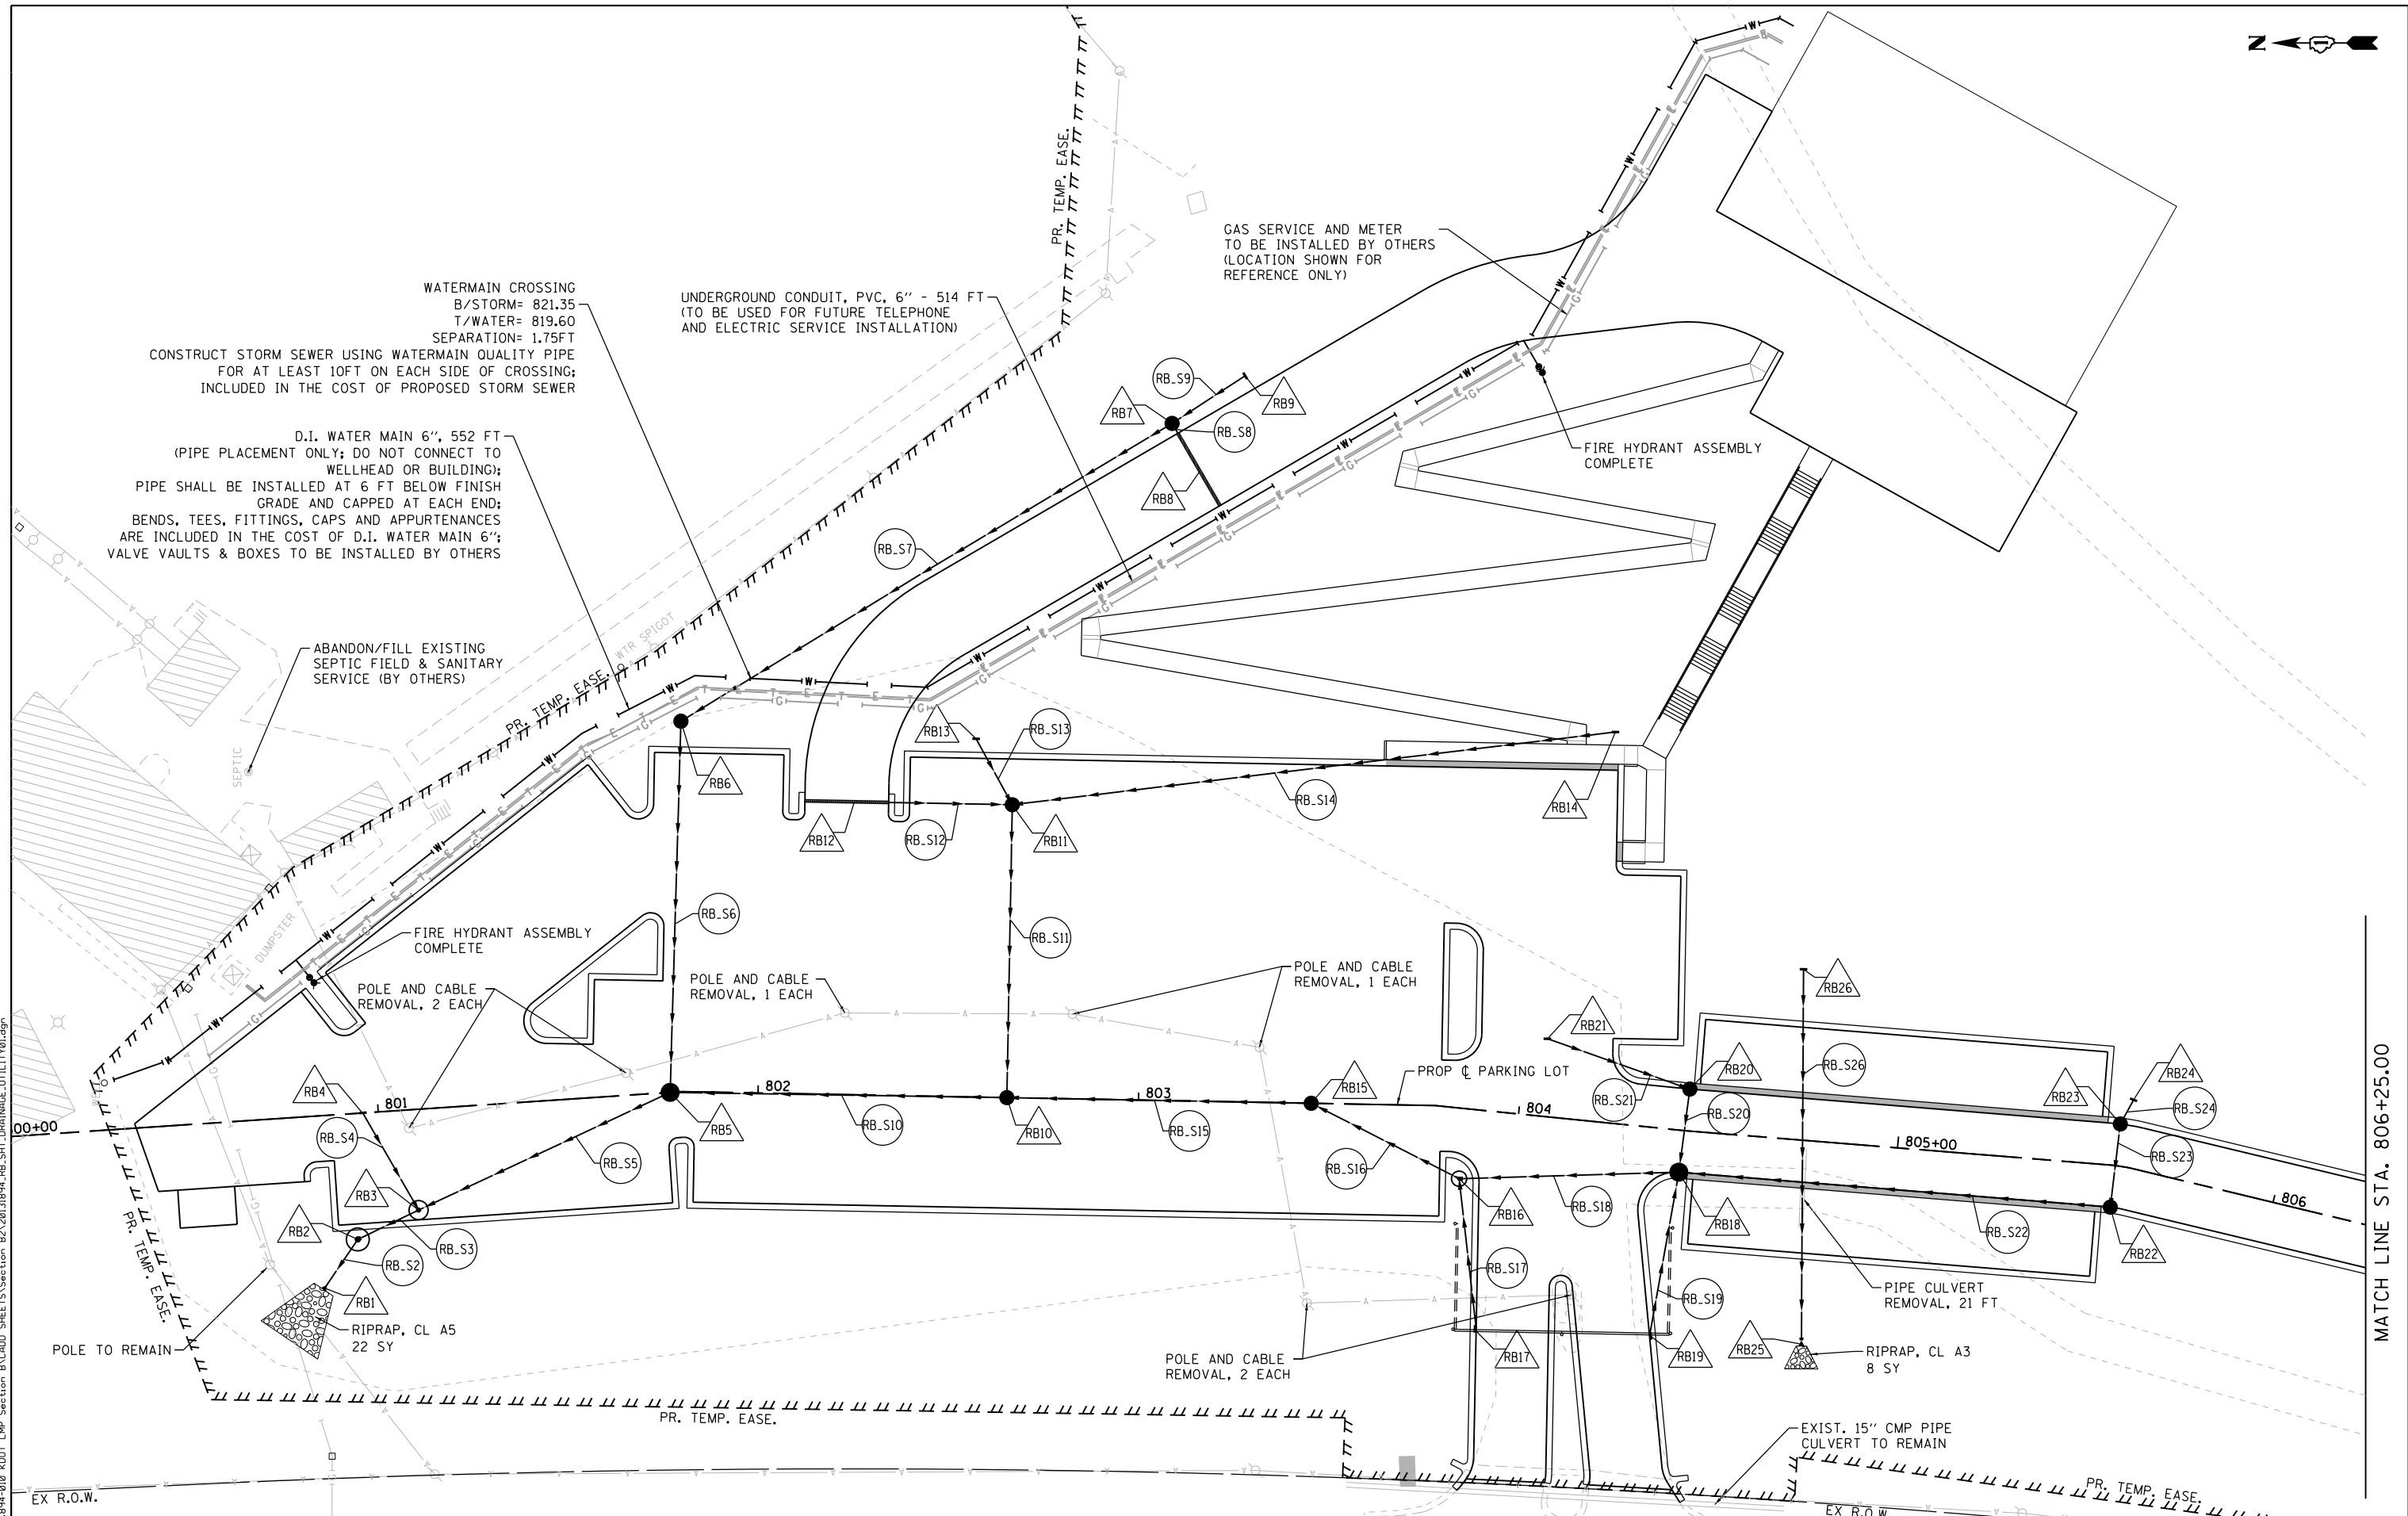 N
PR. TEMP. EASE.
GAS SERVICE AND METER
TO BE INSTALLED BY OTHERS
(LOCATION SHOWN FOR
REFERENCE ONLY)
WATERMAIN CROSSING
B/STORM= 821.35
T/WATER= 819.60
SEPARATION= 1.75FT
CONSTRUCT STORM SEWER USING WATERMAIN QUALITY PIPE
FOR AT LEAST 10FT ON EACH SIDE OF CROSSING;
INCLUDED IN THE COST OF PROPOSED STORM SEWER
UNDERGROUND CONDUIT, PVC, 6" - 514 FT
(TO BE USED FOR FUTURE TELEPHONE
AND ELECTRIC SERVICE INSTALLATION)
D.I. WATER MAIN 6", 552 FT
(PIPE PLACEMENT ONLY; DO NOT CONNECT TO
WELLHEAD OR BUILDING);
PIPE SHALL BE INSTALLED AT 6 FT BELOW FINISH
GRADE AND CAPPED AT EACH END;
BENDS, TEES, FITTINGS, CAPS AND APPURTENANCES
ARE INCLUDED IN THE COST OF D.I. WATER MAIN 6";
VALVE VAULTS & BOXES TO BE INSTALLED BY OTHERS
RB_S9
RB7
RB9
RB_S8
RB8
RB_S7
FIRE HYDRANT ASSEMBLY
COMPLETE
WTR SPIGOT
ABANDON/FILL EXISTING
SEPTIC FIELD & SANITARY
SERVICE (BY OTHERS)
PR. TEMP. EASE.
SEPTIC
RB6
RB13
RB_S13
RB12
RB_S12
RB11
RB_S14
RB14
RB_S6
RB_S11
DUMPSTER
FIRE HYDRANT ASSEMBLY
COMPLETE
POLE AND CABLE
REMOVAL, 2 EACH
POLE AND CABLE
REMOVAL, 1 EACH
POLE AND CABLE
REMOVAL, 1 EACH
RB26
RB21
RB4
801
802
803
RB15
PROP ℄ PARKING LOT
804
RB20
RB_S26
RB23
RB24
RB_S24
00+00
RB_S4
RB5
RB_S10
RB10
RB_S15
RB_S21
RB_S20
805+00
RB_S23
RB_S5
RB_S16
806
RB3
RB2
RB_S3
RB_S2
RB1
RB16
RB_S18
RB18
RB_S22
RB22
RB_S17
RB_S19
PIPE CULVERT
REMOVAL, 21 FT
PR. TEMP. EASE.
RIPRAP, CL A5
22 SY
POLE TO REMAIN
POLE AND CABLE
REMOVAL, 2 EACH
RB17
RB19
RB25
RIPRAP, CL A3
8 SY
MATCH LINE STA. 806+25.00
PR. TEMP. EASE.
EXIST. 15" CMP PIPE
CULVERT TO REMAIN
EX R.O.W.
PR. TEMP. EASE.
EX R.O.W.